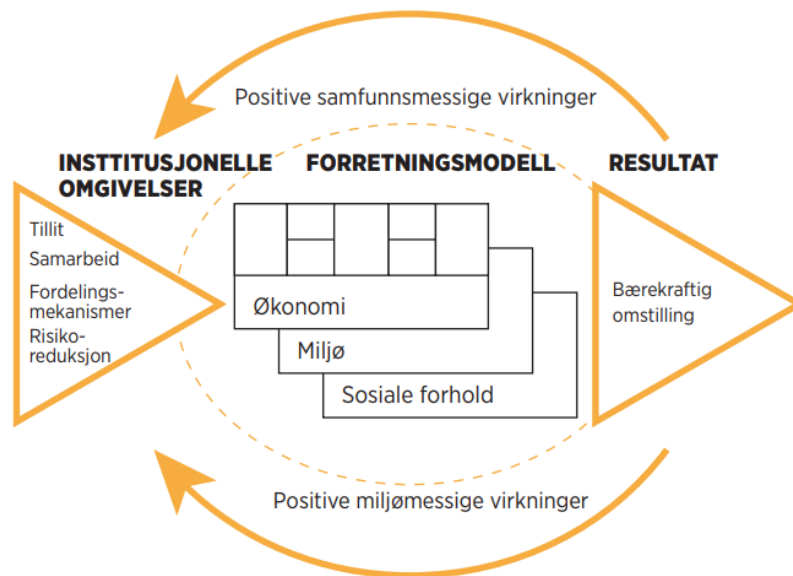 Positive samfunnsmessige virkninger
INSTTITUSJONELLE
OMGIVELSER
FORRETNINGSMODELL
RESULTAT
Tillit
Samarbeid
Fordelings-
mekanismer
Risiko-
reduksjon
Økonomi
Miljø
Sosiale forhold
Bærekraftig
omstilling
Positive miljømessige virkninger